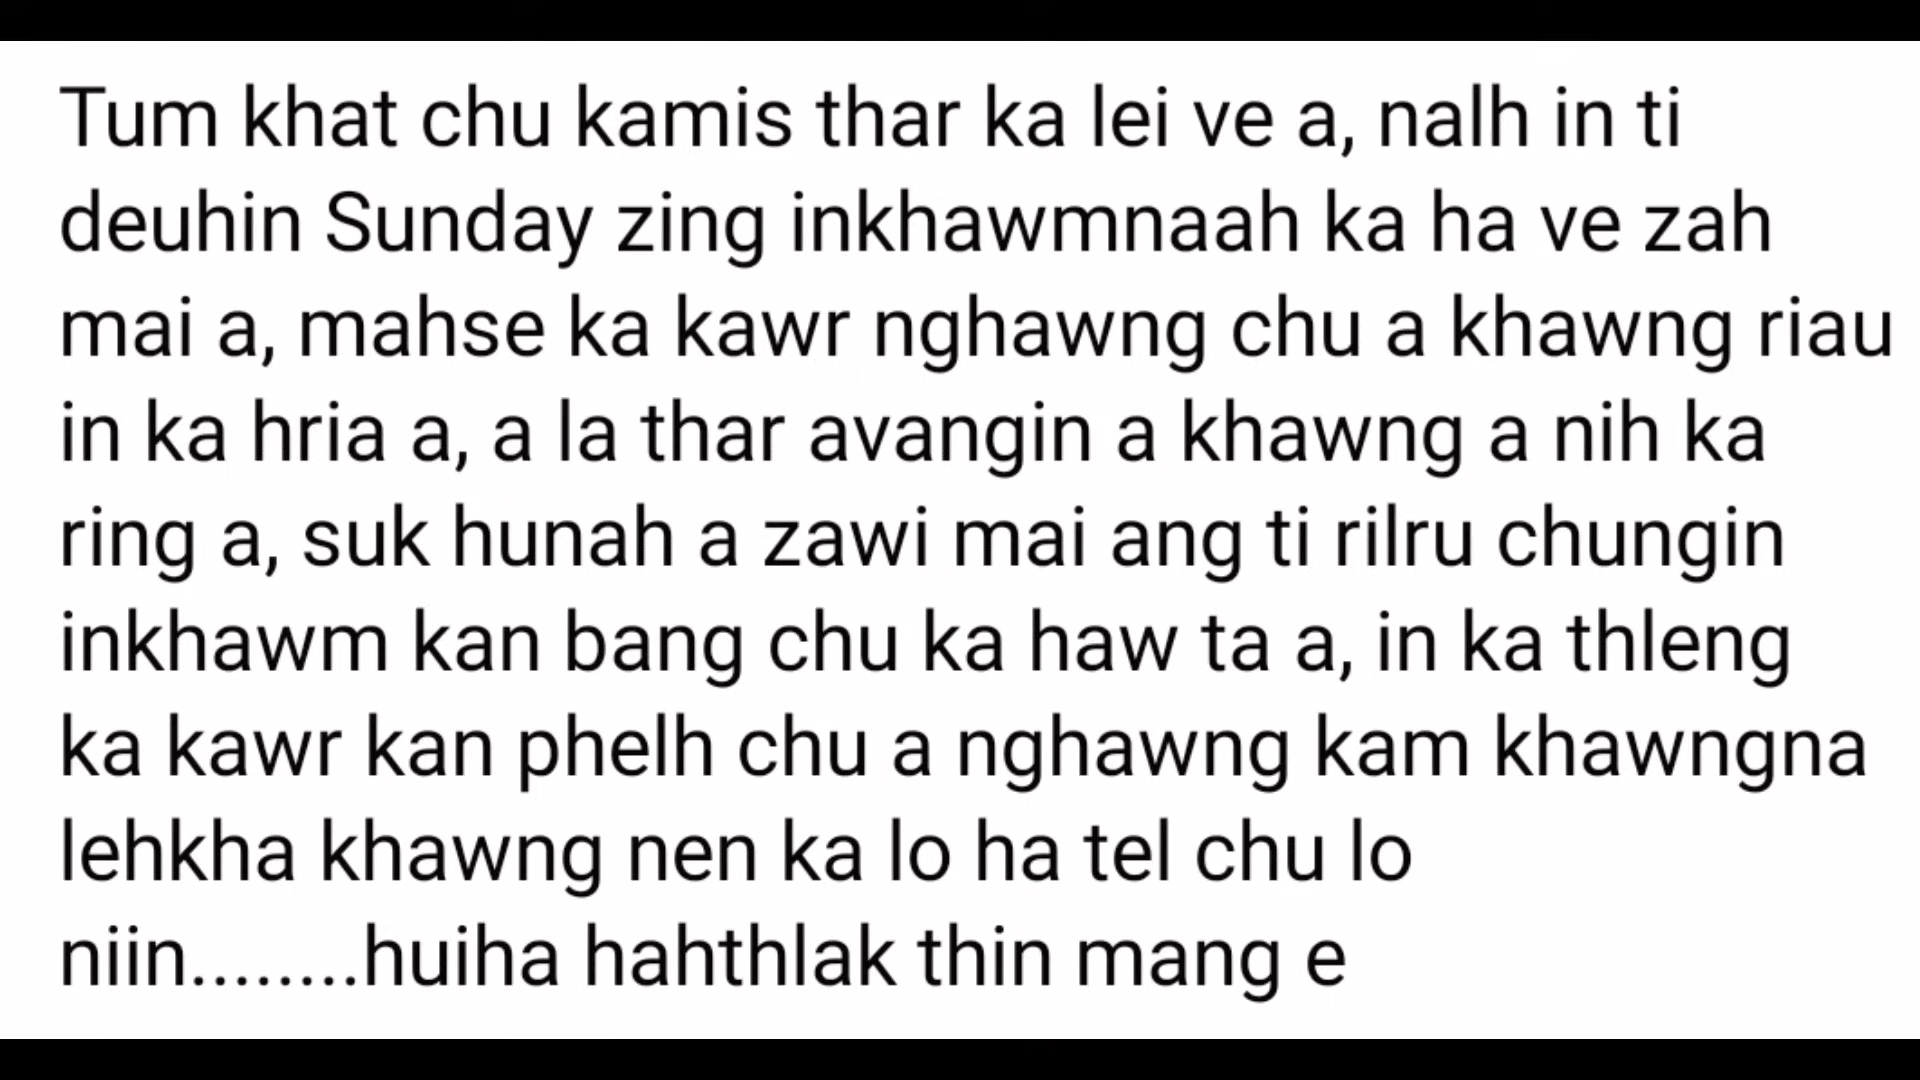 Tum khat chu kamis thar ka lei ve a, nalh in ti
deuhin Sunday zing inkhawmnaah ka ha ve zah
mai a, mahse ka kawr nghawng chu a khawng riau
in ka hria a, a la thar avangin a khawng a nih ka
ring a, suk hunah a zawi mai ang ti rilru chungin
inkhawm kan bang chu ka haw ta a, in ka thleng
ka kawr kan phelh chu a nghawng kam khawngna
lehkha khawng nen ka lo ha tel chu lo
niin........huiha hahthlak thin mang e